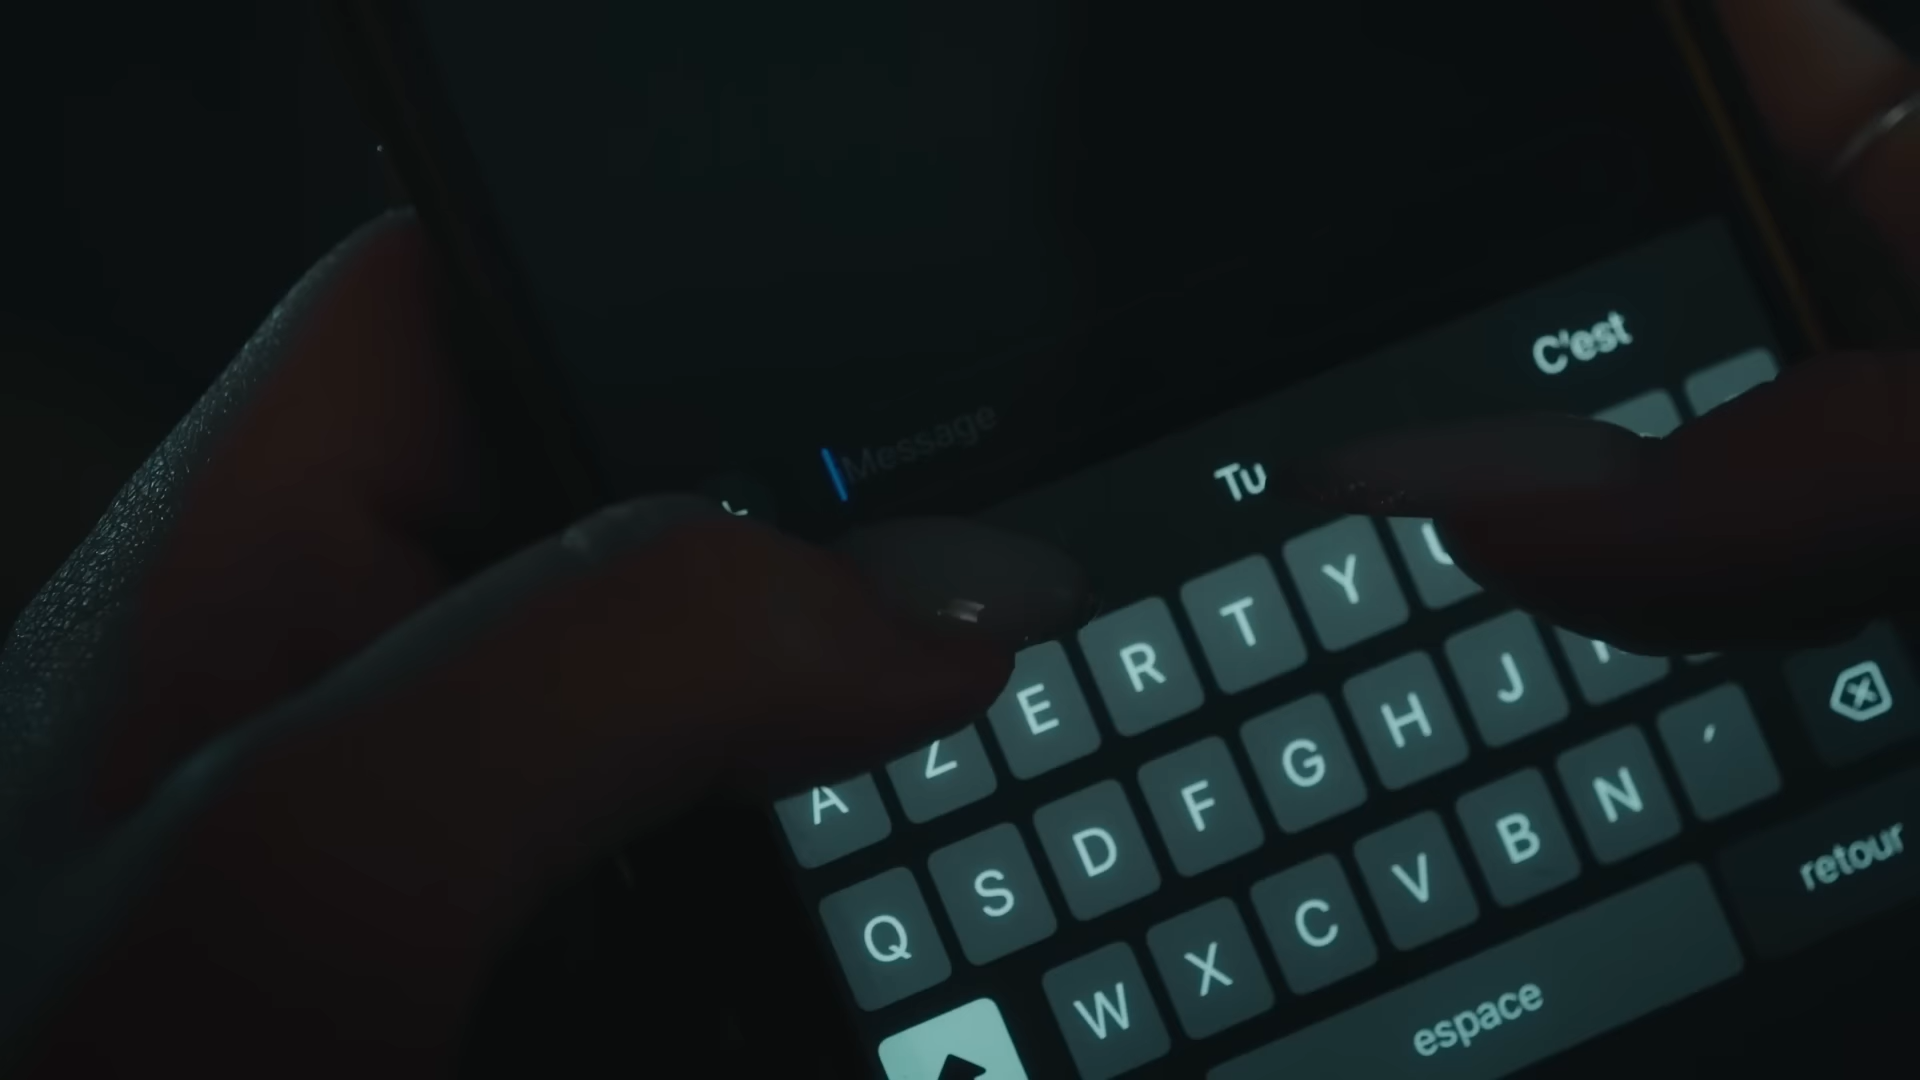 Message
Tu
C'est
A Z E R T Y U
Q S D F G H J
W X C V B N ´
espace
retour